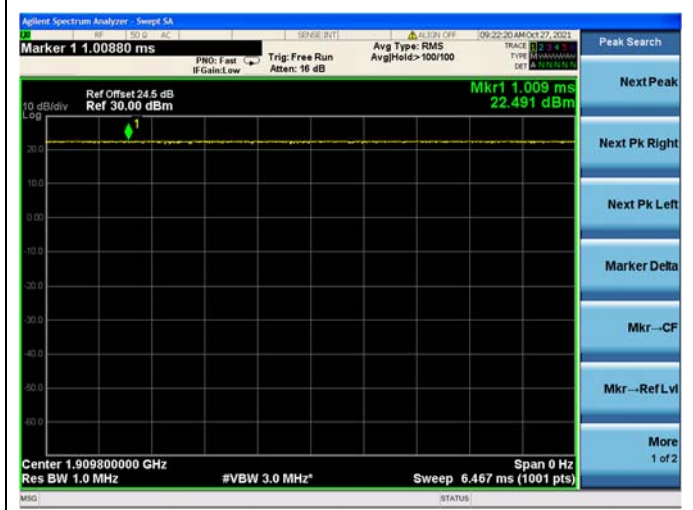 Agilent Spectrum Analyzer - Swept SA
RF 50 Ω AC SENSE:INT ALIGN OFF 09:22:20 AM Oct 27, 2021
Marker 1 1.00880 ms
PNO: Fast
IFGain:Low
Trig: Free Run
Atten: 16 dB
Avg Type: RMS
Avg|Hold:>100/100
TRACE 1 2 3 4 5 6
TYPE
DET A N N N N N
Peak Search
Mkr1 1.009 ms
22.491 dBm
Ref Offset 24.5 dB
10 dB/div Ref 30.00 dBm
Log
1
20.0
10.0
0.00
-10.0
-20.0
-30.0
-40.0
-50.0
-60.0
Center 1.909800000 GHz Span 0 Hz
Res BW 1.0 MHz #VBW 3.0 MHz* Sweep 6.467 ms (1001 pts)
MSG STATUS
Next Peak
Next Pk Right
Next Pk Left
Marker Delta
Mkr→CF
Mkr→Ref Lvl
More
1 of 2